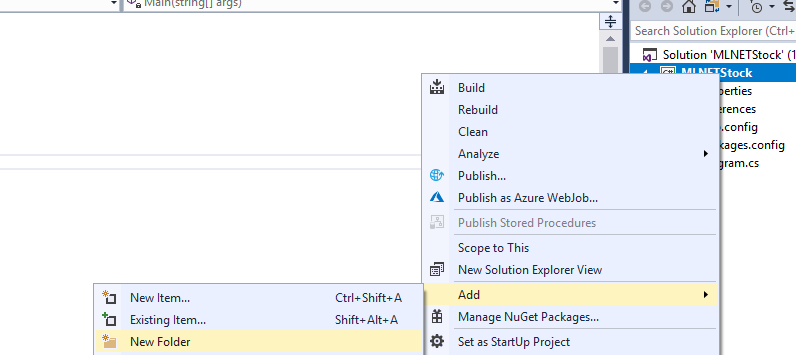 Main(string[] args)
Search Solution Explorer (Ctrl+
Solution 'MLNETStock' (1
MLNETStock
perties
erences
.config
kages.config
gram.cs
Build
Rebuild
Clean
Analyze
Publish...
Publish as Azure WebJob...
Publish Stored Procedures
Scope to This
New Solution Explorer View
Add
Manage NuGet Packages...
Set as StartUp Project
New Item... Ctrl+Shift+A
Existing Item... Shift+Alt+A
New Folder